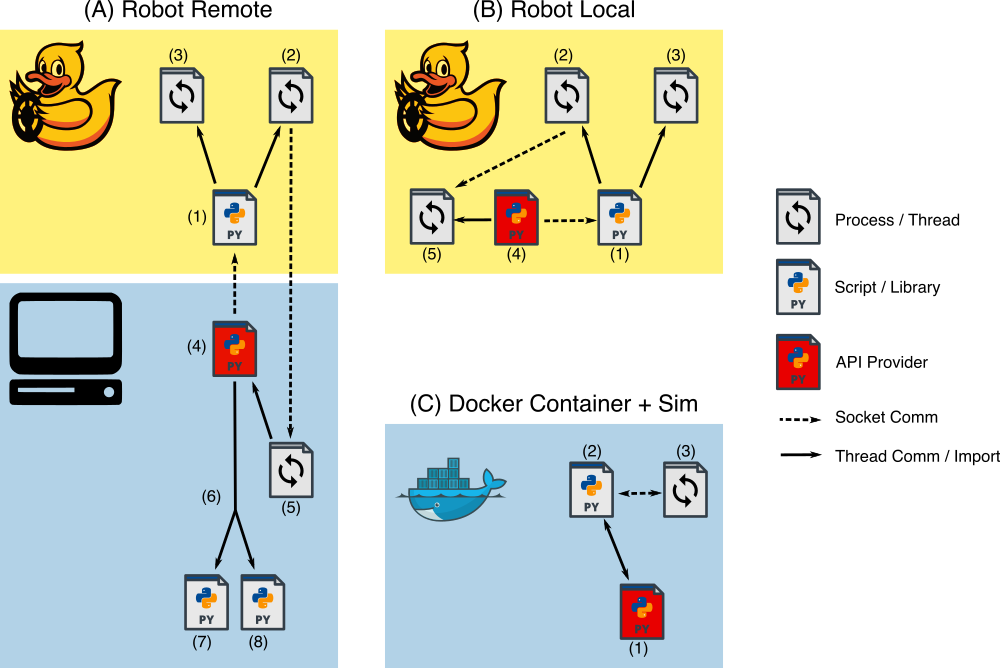 (A) Robot Remote
(3)
(2)
(1)
PY
(4)
PY
(6)
(5)
PY
PY
(7)
(8)
(B) Robot Local
(2)
(3)
PY
PY
(5)
(4)
(1)
(C) Docker Container + Sim
(2)
(3)
PY
PY
(1)
Process / Thread
PY
Script / Library
PY
API Provider
Socket Comm
Thread Comm / Import